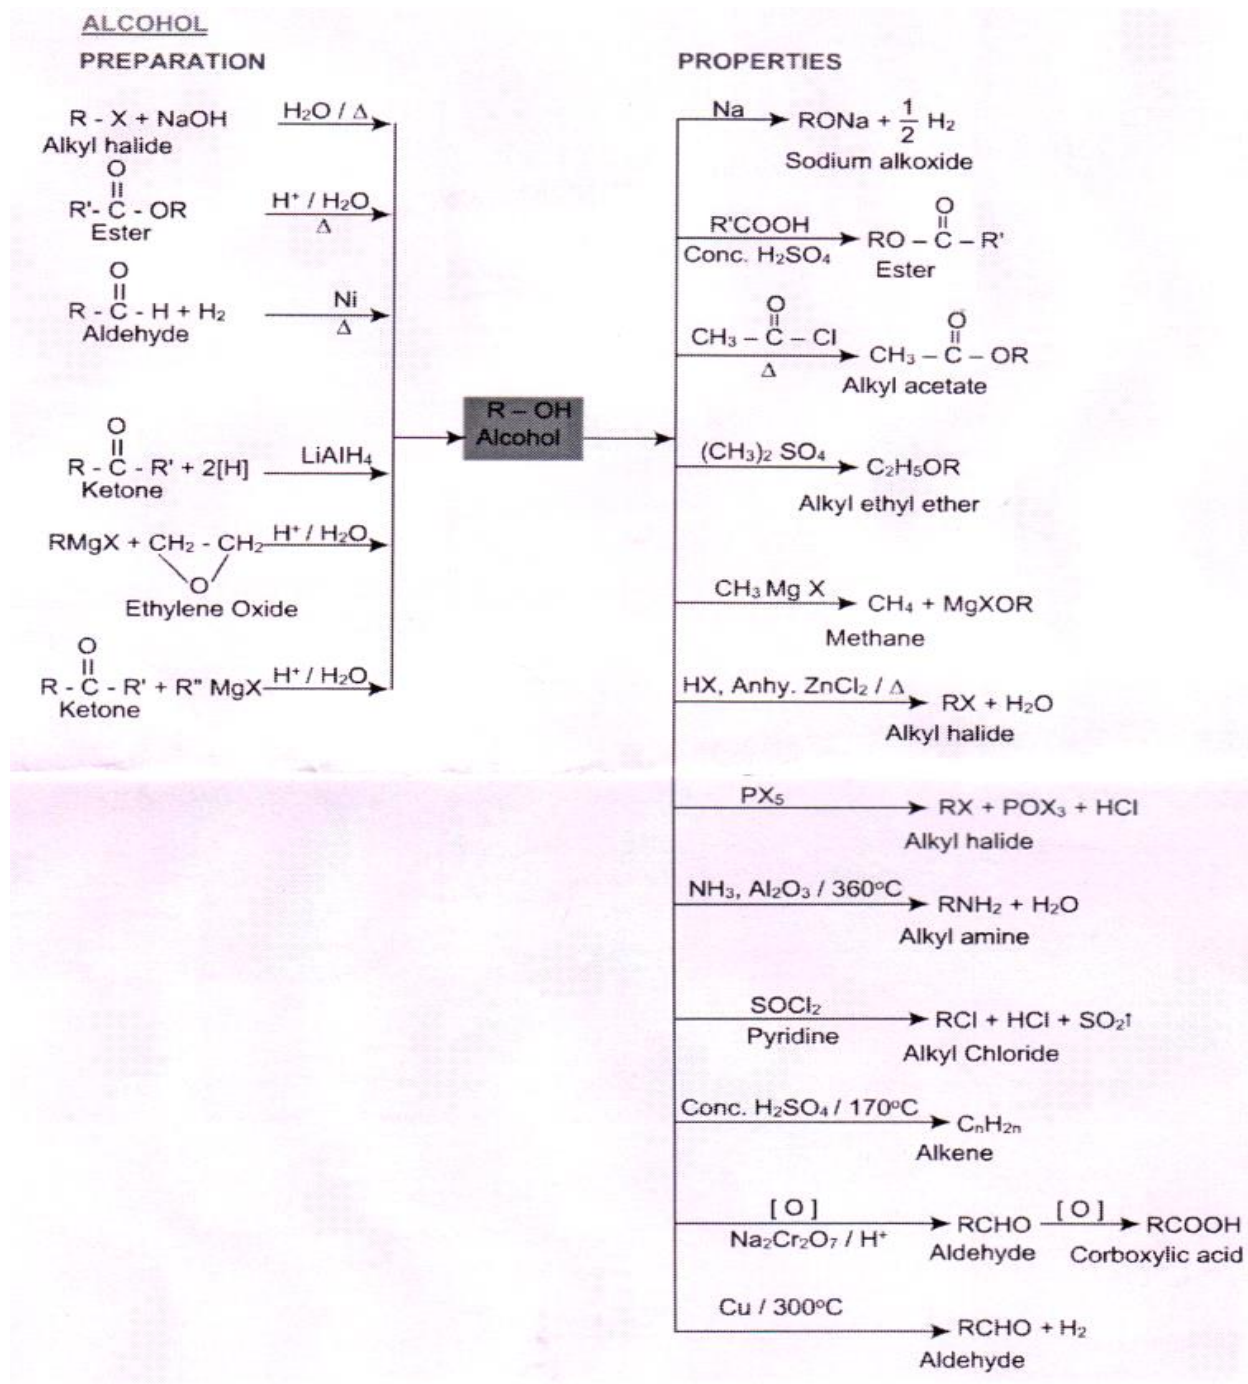 ALCOHOL
PREPARATION
R - X + NaOH
H₂O / Δ
Alkyl halide
O
R'- C - OR
H⁺ / H₂O
Δ
Ester
O
R - C - H + H₂
Ni
Δ
Aldehyde
O
R - C - R' + 2[H]
LiAlH₄
Ketone
RMgX + CH₂ - CH₂
H⁺ / H₂O
O
Ethylene Oxide
O
R - C - R' + R" MgX
H⁺ / H₂O
Ketone
R – OH
Alcohol
PROPERTIES
Na
RONa + 1/2 H₂
Sodium alkoxide
R'COOH
Conc. H₂SO₄
O
RO – C – R'
Ester
O
CH₃ – C – Cl
Δ
O
CH₃ – C – OR
Alkyl acetate
(CH₃)₂ SO₄
C₂H₅OR
Alkyl ethyl ether
CH₃ Mg X
CH₄ + MgXOR
Methane
HX, Anhy. ZnCl₂ / Δ
RX + H₂O
Alkyl halide
PX₅
RX + POX₃ + HCl
Alkyl halide
NH₃, Al₂O₃ / 360°C
RNH₂ + H₂O
Alkyl amine
SOCl₂
Pyridine
RCl + HCl + SO₂↑
Alkyl Chloride
Conc. H₂SO₄ / 170°C
CₙH₂ₙ
Alkene
[ O ]
Na₂Cr₂O₇ / H⁺
RCHO
Aldehyde
[ O ]
RCOOH
Corboxylic acid
Cu / 300°C
RCHO + H₂
Aldehyde